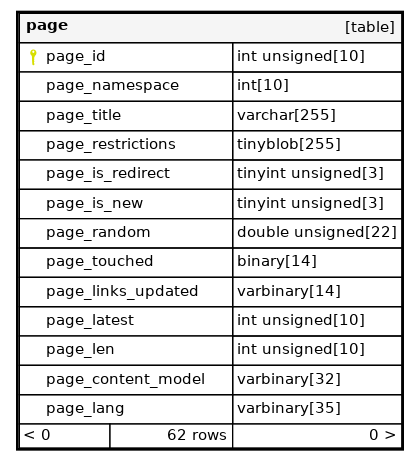 page [table]
page_id int unsigned[10]
page_namespace int[10]
page_title varchar[255]
page_restrictions tinyblob[255]
page_is_redirect tinyint unsigned[3]
page_is_new tinyint unsigned[3]
page_random double unsigned[22]
page_touched binary[14]
page_links_updated varbinary[14]
page_latest int unsigned[10]
page_len int unsigned[10]
page_content_model varbinary[32]
page_lang varbinary[35]
< 0 62 rows 0 >